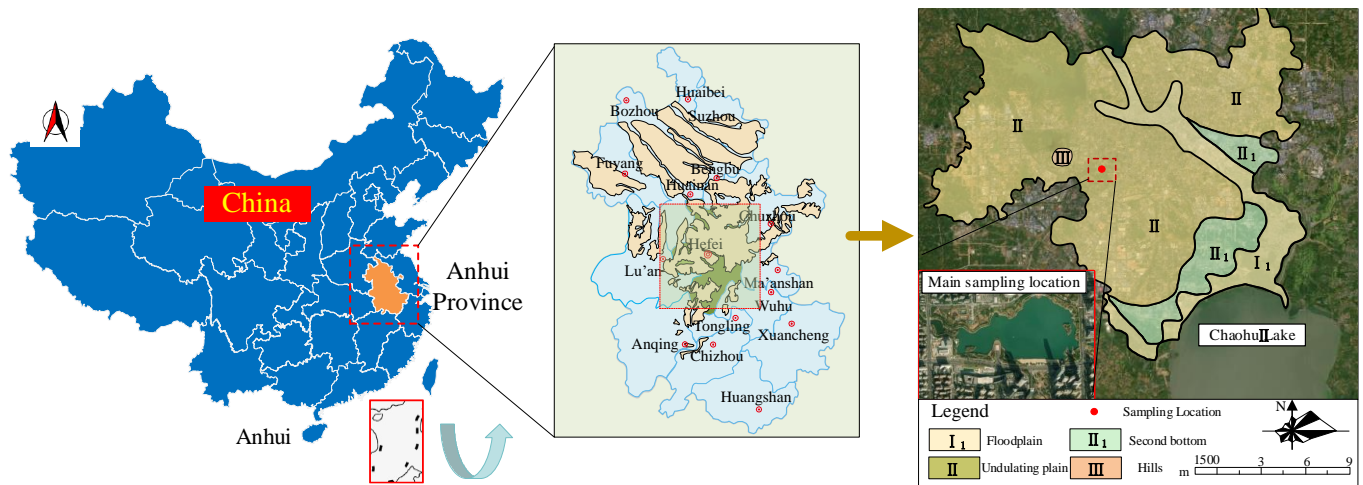 China
Anhui
Province
Anhui
Huaibei
Bozhou
Suzhou
Fuyang
Bengbu
Huainan
Chuzhou
Hefei
Lu'an
Ma'anshan
Wuhu
Tongling
Xuancheng
Anqing
Chizhou
Huangshan
II
II
II₁
III
II
II₁
I₁
Main sampling location
Chaohu II Lake
Legend
Sampling Location
N
I₁ Floodplain
II₁ Second bottom
II Undulating plain
III Hills
m
1500 3 6 9